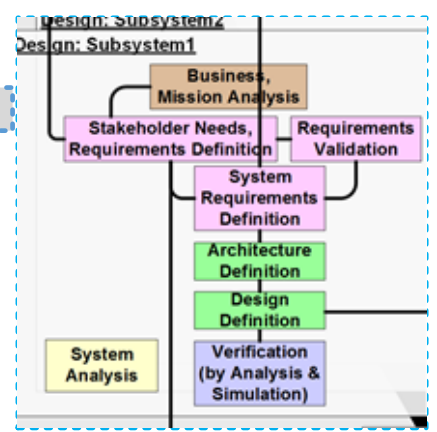 Design: Subsystem2
Design: Subsystem1
Business,
Mission Analysis
Stakeholder Needs,
Requirements Definition
Requirements
Validation
System
Requirements
Definition
Architecture
Definition
Design
Definition
System
Analysis
Verification
(by Analysis &
Simulation)